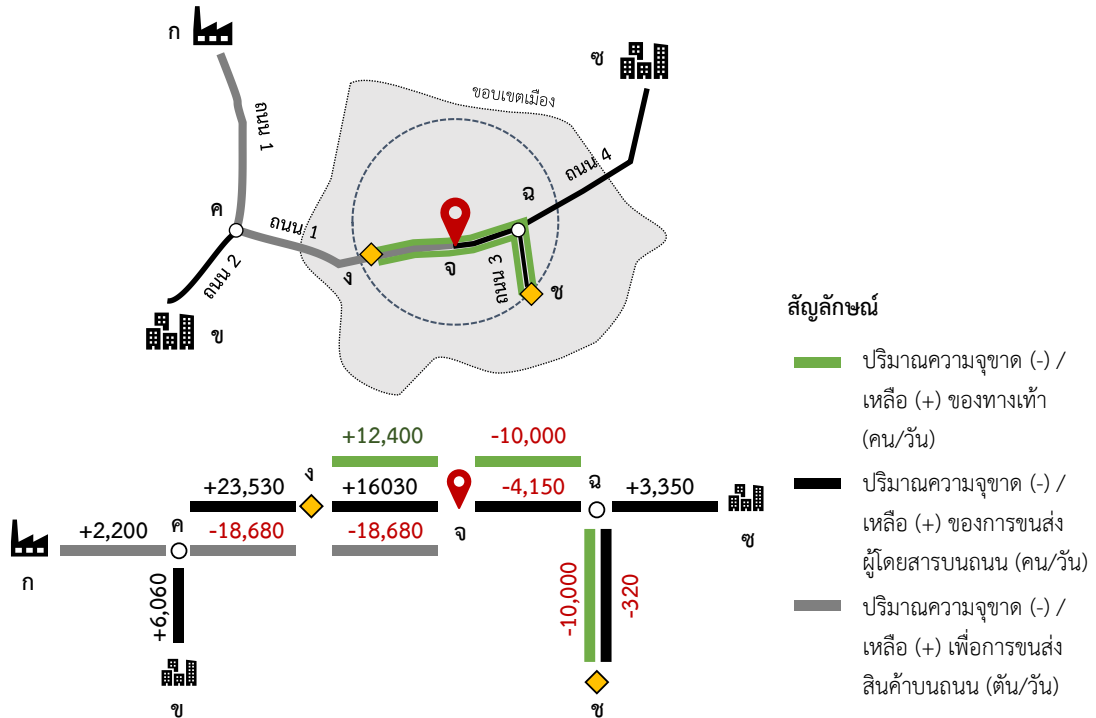 ก
ซ
ขอบเขตเมือง
ถนน 1
ถนน 4
ฉ
ค
ถนน 1
ง
จ
ถนน 3
ช
ถนน 2
ข
สัญลักษณ์
ปริมาณความจุขาด (-) /
เหลือ (+) ของทางเท้า
(คน/วัน)
ปริมาณความจุขาด (-) /
เหลือ (+) ของการขนส่ง
ผู้โดยสารบนถนน (คน/วัน)
ปริมาณความจุขาด (-) /
เหลือ (+) เพื่อการขนส่ง
สินค้าบนถนน (ตัน/วัน)
+12,400
-10,000
ง
ฉ
+23,530
+16030
-4,150
+3,350
+2,200
ค
-18,680
-18,680
จ
ซ
ก
+6,060
-10,000
-320
ข
ช